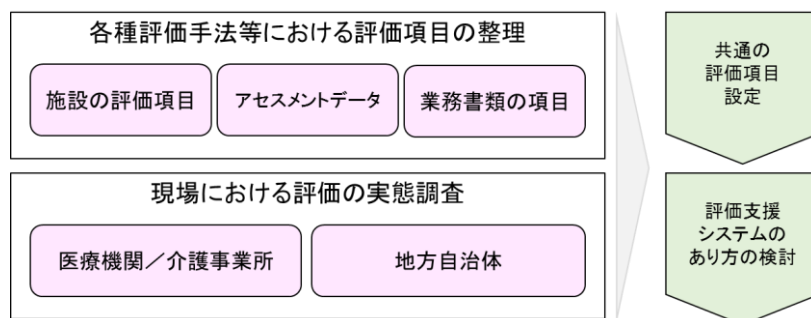 各種評価手法等における評価項目の整理
施設の評価項目
アセスメントデータ
業務書類の項目
現場における評価の実態調査
医療機関／介護事業所
地方自治体
共通の
評価項目
設定
評価支援
システムの
あり方の検討